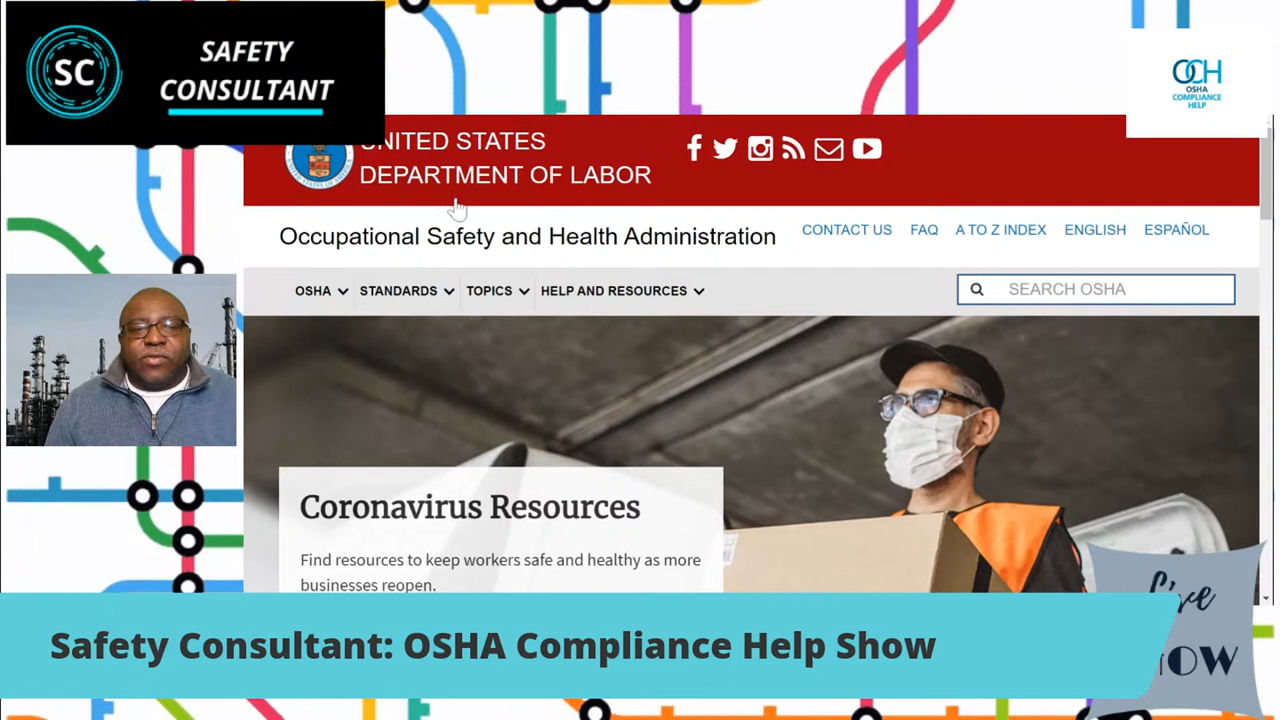 SC
SAFETY
CONSULTANT
OCH
OSHA
COMPLIANCE
HELP
UNITED STATES
DEPARTMENT OF LABOR
Occupational Safety and Health Administration
CONTACT US FAQ A TO Z INDEX ENGLISH ESPAÑOL
OSHA STANDARDS TOPICS HELP AND RESOURCES
SEARCH OSHA
Coronavirus Resources
Find resources to keep workers safe and healthy as more
businesses reopen.
Safety Consultant: OSHA Compliance Help Show